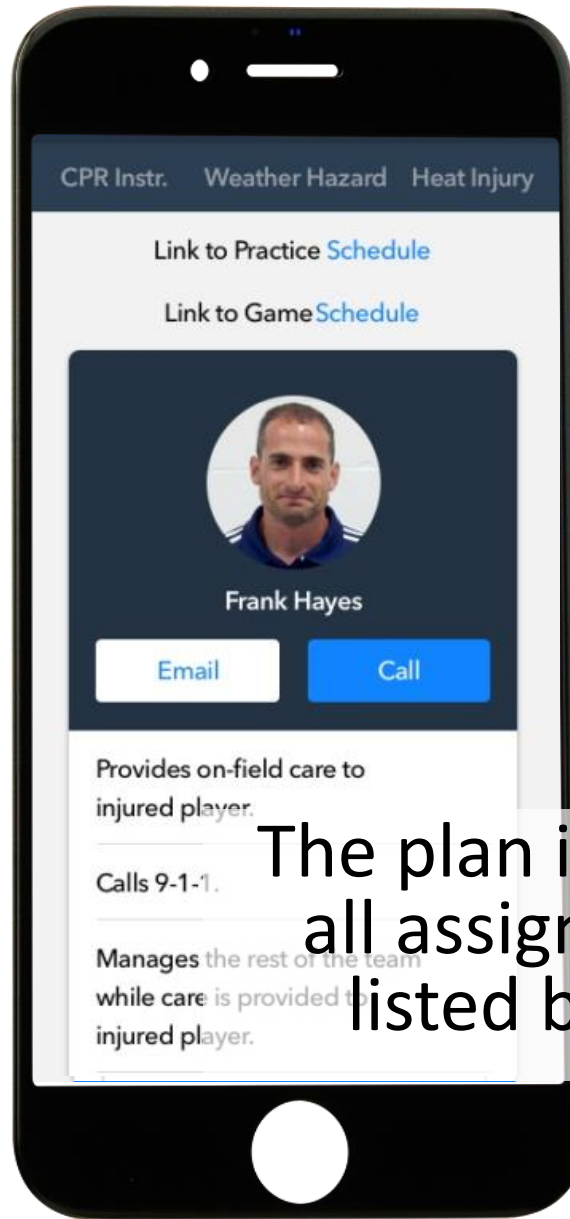 CPR Instr. Weather Hazard Heat Injury
Link to Practice Schedule
Link to Game Schedule
Frank Hayes
Email Call
Provides on-field care to
injured player.
Calls 9-1-1.
Manages the rest of the team
while care is provided to
injured player.
The plan
all
listed